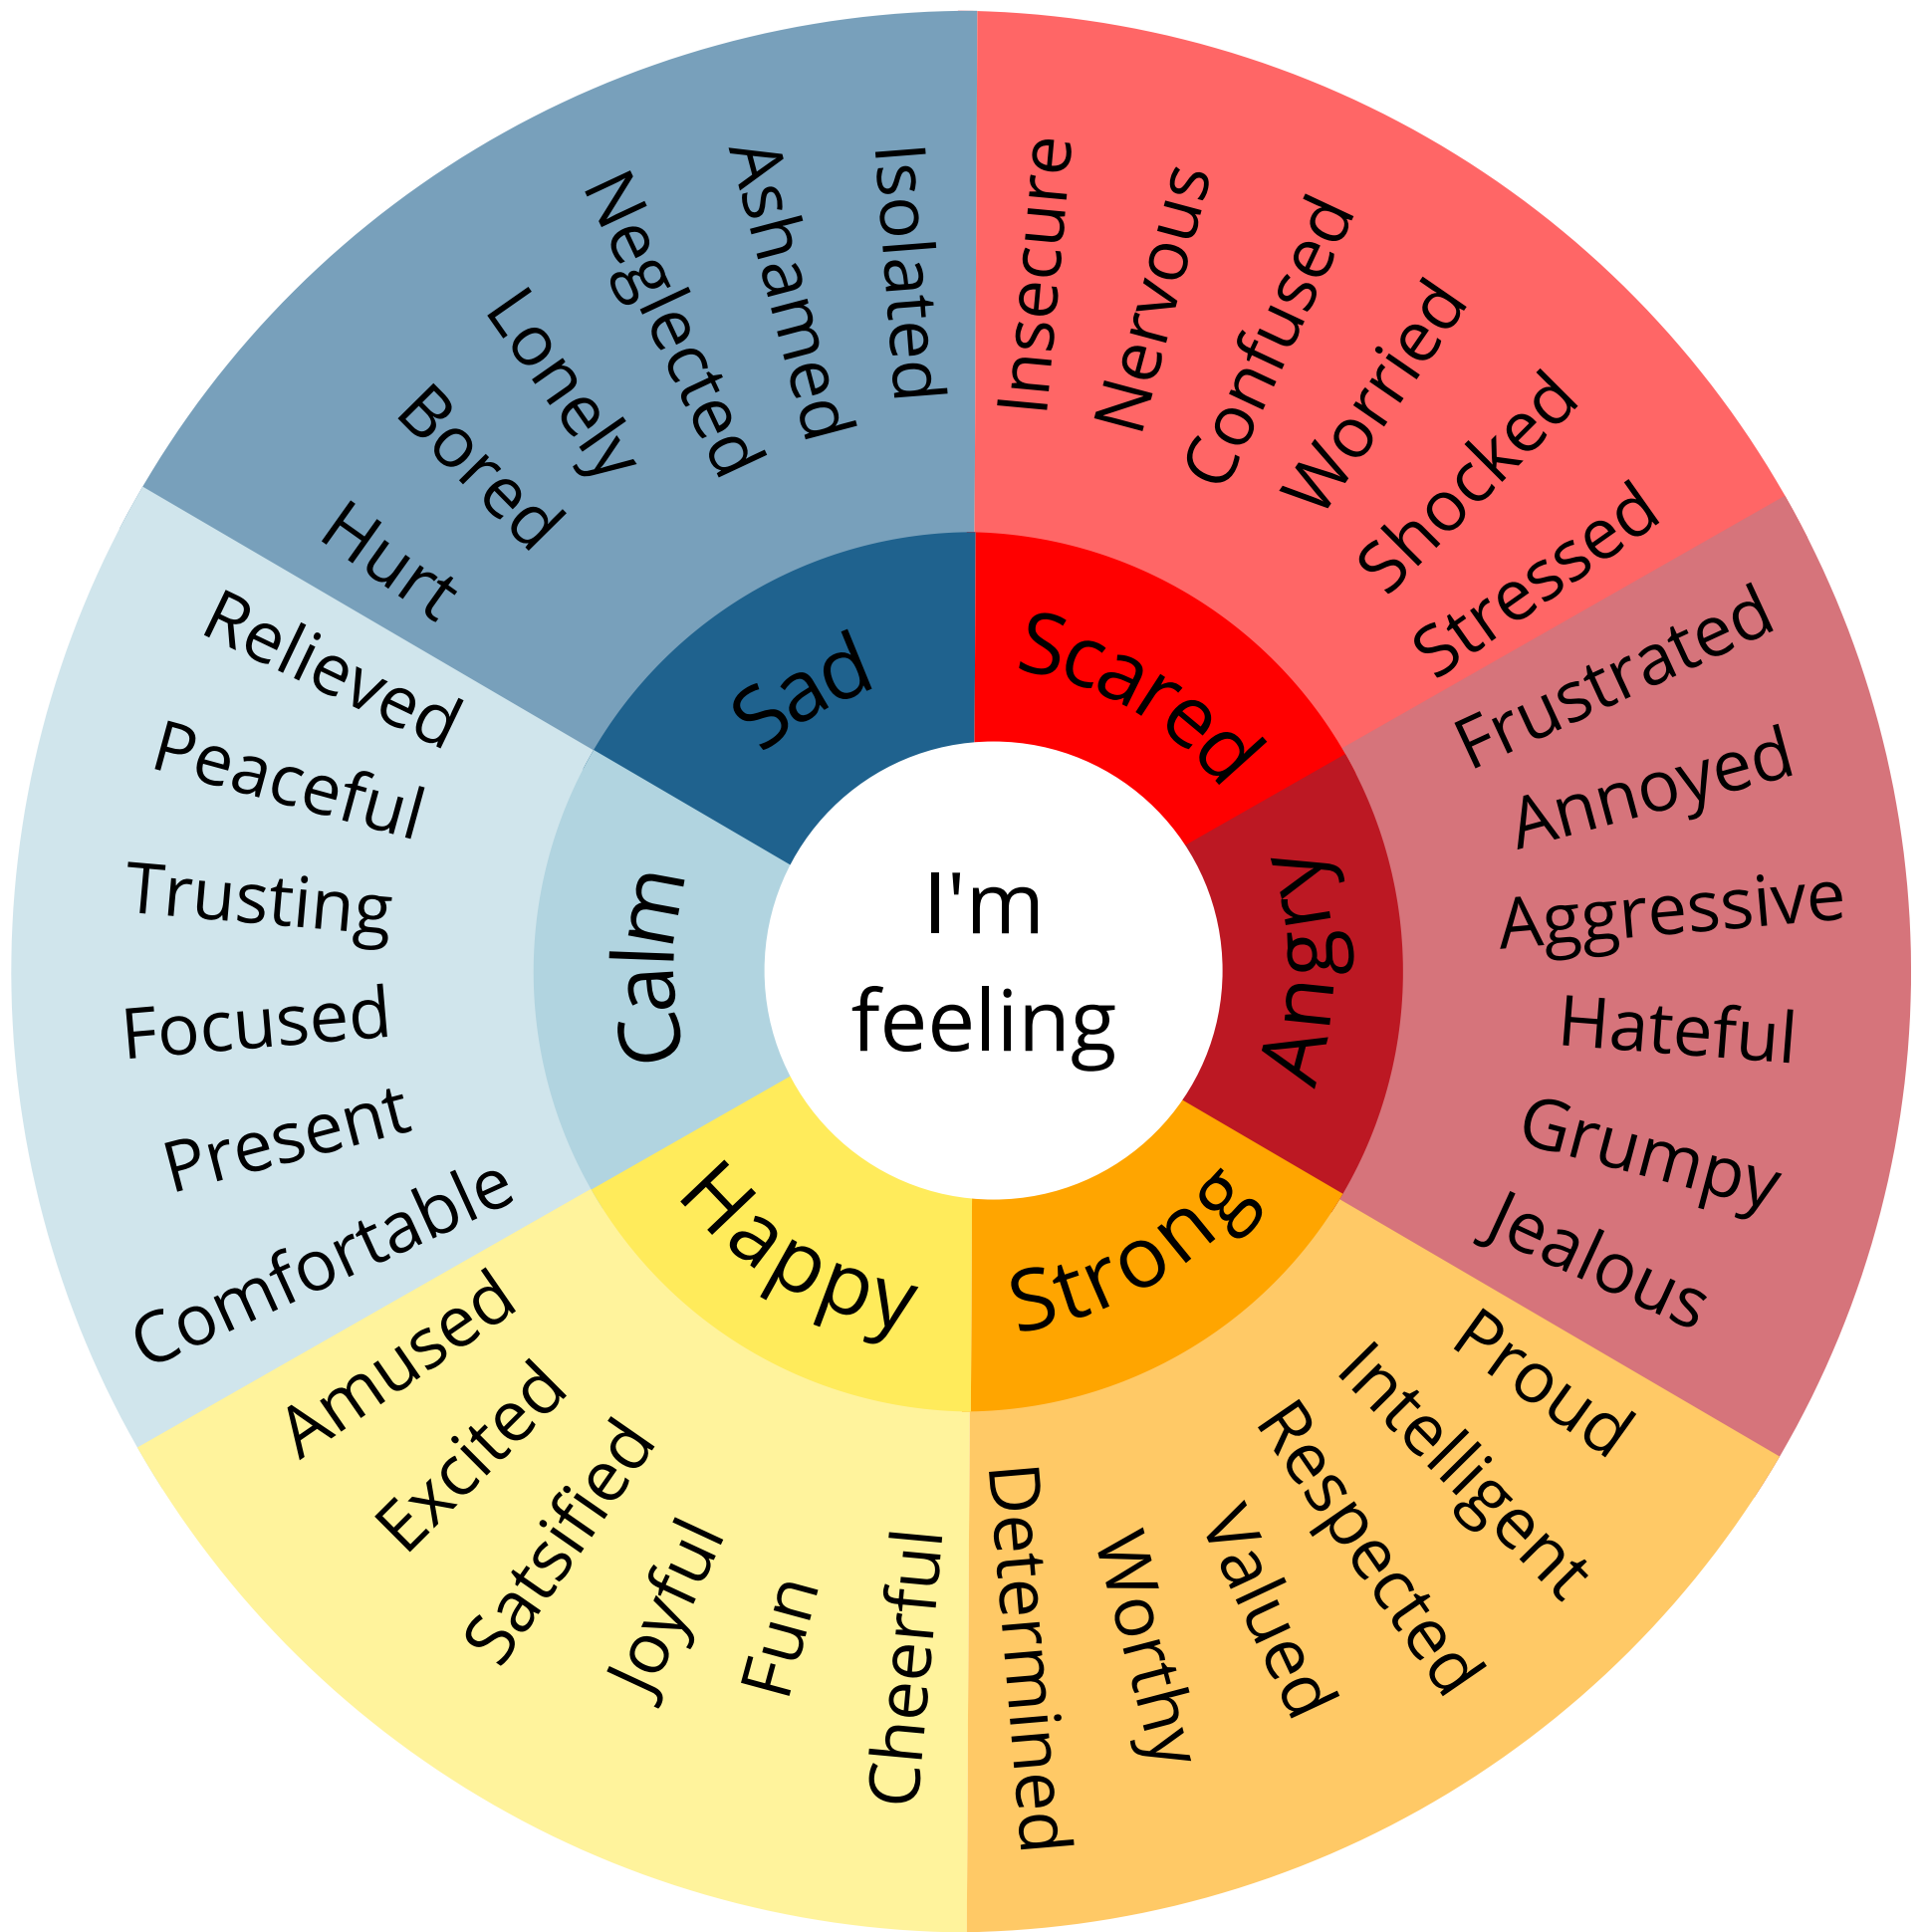 I'm
feeling
Scared
Insecure
Nervous
Confused
Worried
Shocked
Stressed
Angry
Frustrated
Annoyed
Aggressive
Hateful
Grumpy
Jealous
Strong
Proud
Intelligent
Respected
Valued
Worthy
Determined
Happy
Cheerful
Fun
Joyful
Satsified
Excited
Amused
Calm
Comfortable
Present
Focused
Trusting
Peaceful
Relieved
Sad
Hurt
Bored
Lonely
Neglected
Ashamed
Isolated